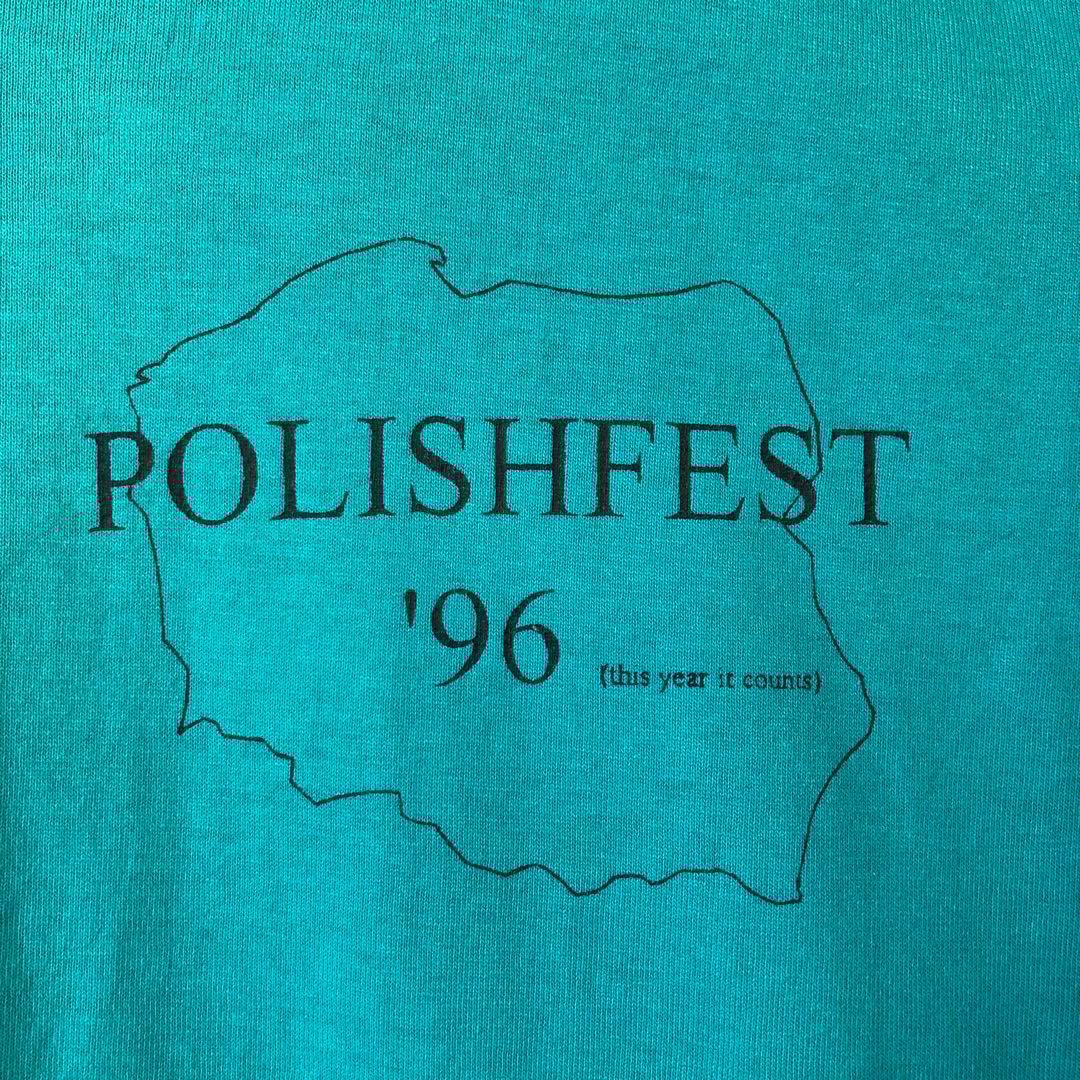 POLISHFEST
'96
(this year it counts)